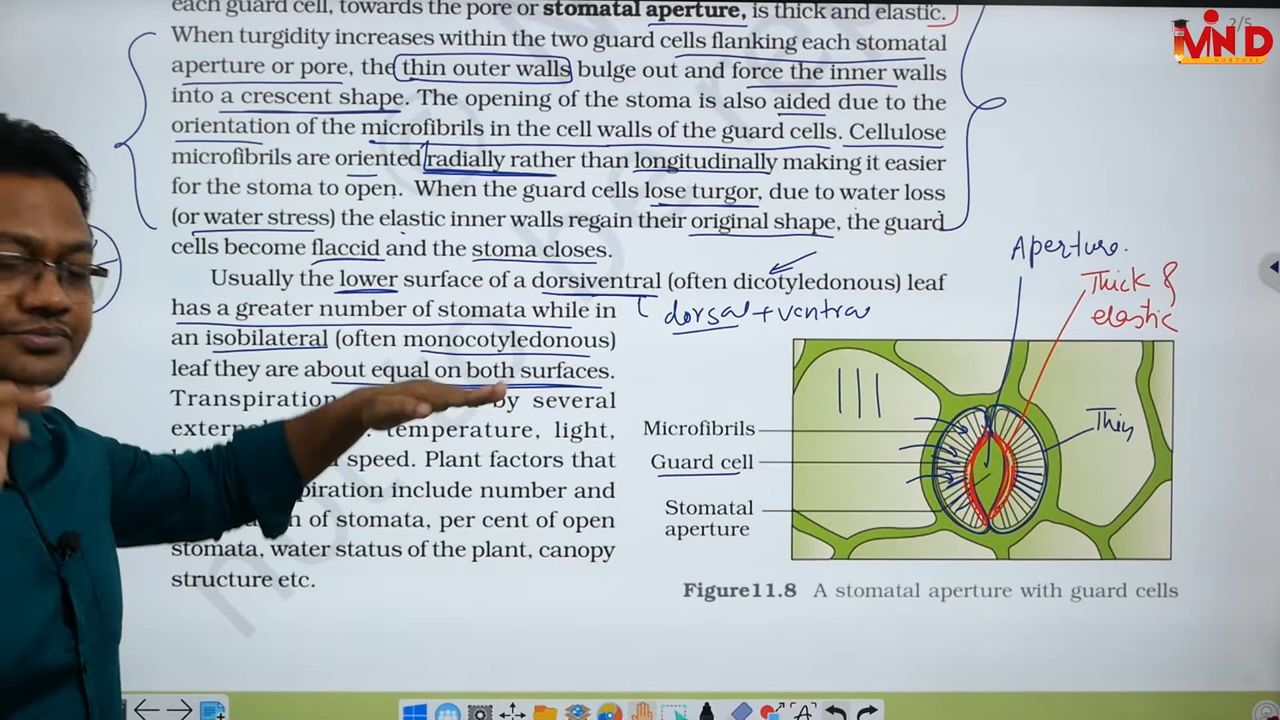 each guard cell, towards the pore or stomatal aperture, is thick and elastic.
When turgidity increases within the two guard cells flanking each stomatal
aperture or pore, the thin outer walls bulge out and force the inner walls
into a crescent shape. The opening of the stoma is also aided due to the
orientation of the microfibrils in the cell walls of the guard cells. Cellulose
microfibrils are oriented radially rather than longitudinally making it easier
for the stoma to open. When the guard cells lose turgor, due to water loss
(or water stress) the elastic inner walls regain their original shape, the guard
cells become flaccid and the stoma closes.
Usually the lower surface of a dorsiventral (often dicotyledonous) leaf
has a greater number of stomata while in
an isobilateral (often monocotyledonous)
leaf they are about equal on both surfaces.
Transpiration by several
temperature, light,
speed. Plant factors that
number and
of stomata, per cent of open
stomata, water status of the plant, canopy
structure etc.
dorsal + ventral
Aperture.
Thick &
elastic
Thin
Microfibrils
Guard cell
Stomatal
aperture
Figure 11.8 A stomatal aperture with guard cells
2/5
MIND
NURTURE